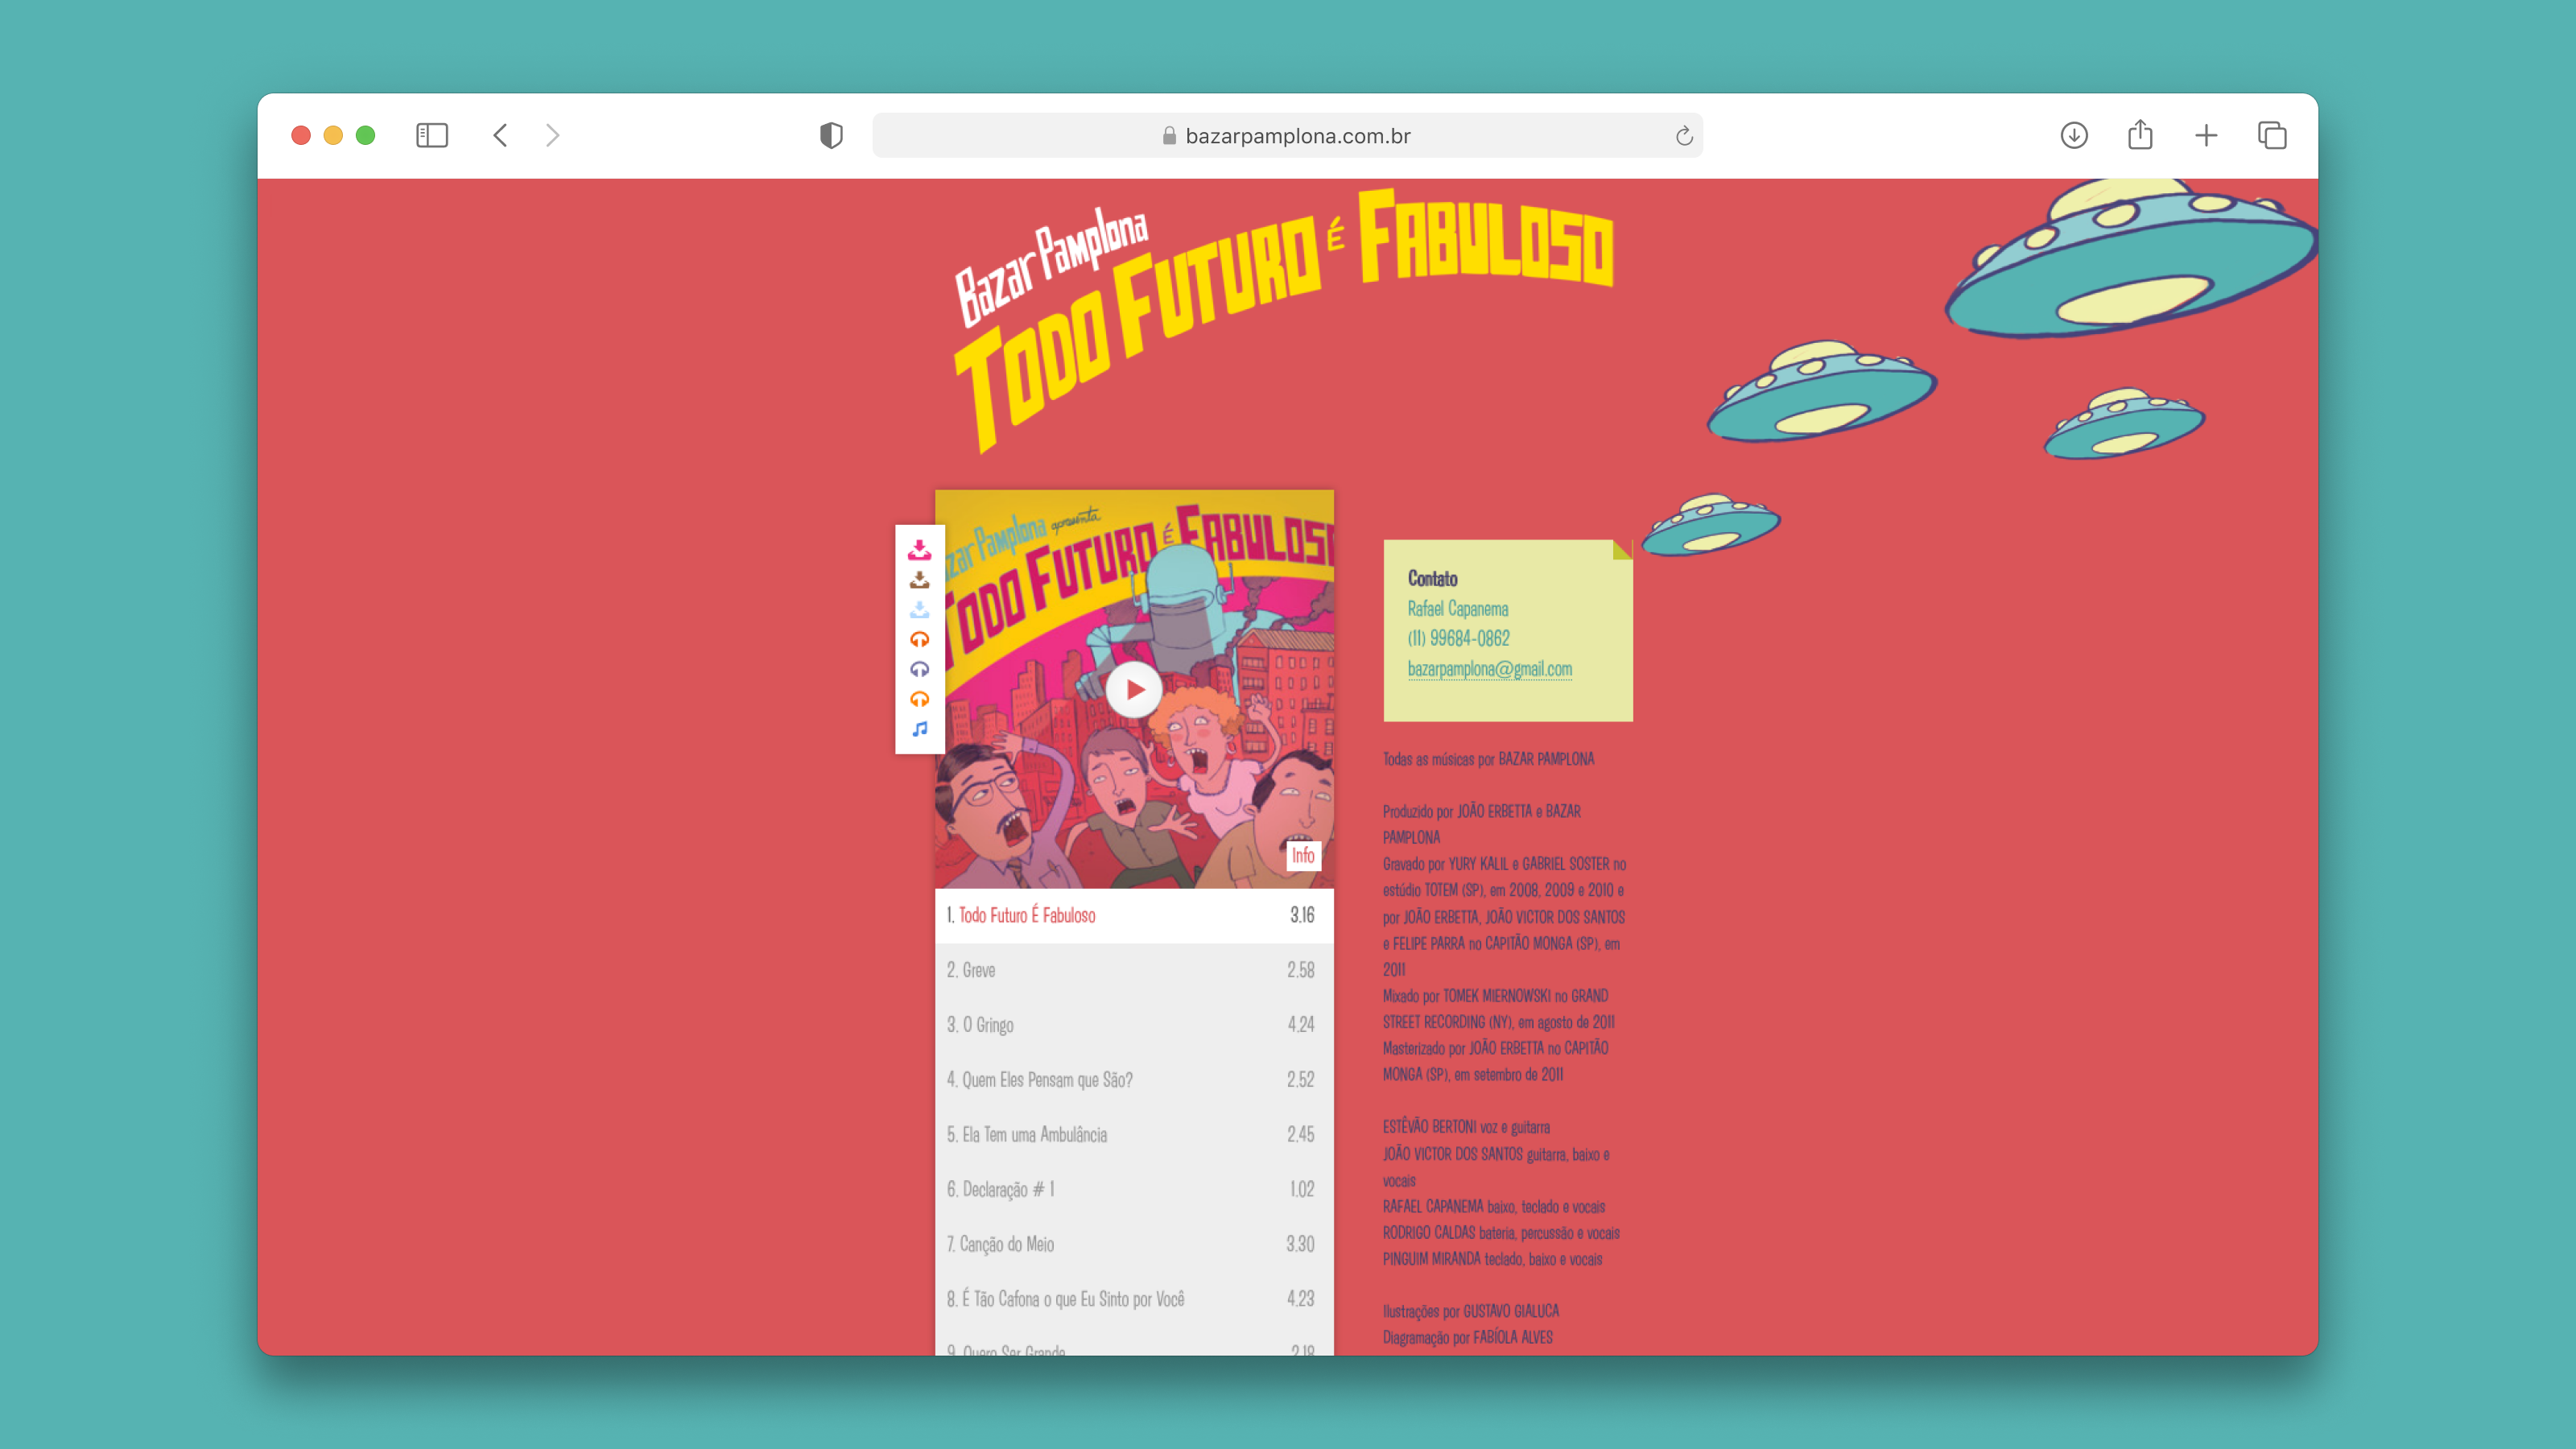 bazarpamplona.com.br
Bazar Pamplona
Todo Futuro é Fabuloso
zar Pamplona apresenta
Todo Futuro é Fabuloso
Info
1. Todo Futuro É Fabuloso 3.16
2. Greve 2.58
3. O Gringo 4.24
4. Quem Eles Pensam que São? 2.52
5. Ela Tem uma Ambulância 2.45
6. Declaração # 1 1.02
7. Canção do Meio 3.30
8. É Tão Cafona o que Eu Sinto por Você 4.23
9. Quero Ser Grande 2.18
Contato
Rafael Capanema
(11) 99684-0862
bazarpamplona@gmail.com
Todas as músicas por BAZAR PAMPLONA
Produzido por JOÃO ERBETTA e BAZAR
PAMPLONA
Gravado por YURY KALIL e GABRIEL SOSTER no
estúdio TOTEM (SP), em 2008, 2009 e 2010 e
por JOÃO ERBETTA, JOÃO VICTOR DOS SANTOS
e FELIPE PARRA no CAPITÃO MONGA (SP), em
2011
Mixado por TOMEK MIERNOWSKI no GRAND
STREET RECORDING (NY), em agosto de 2011
Masterizado por JOÃO ERBETTA no CAPITÃO
MONGA (SP), em setembro de 2011
ESTÊVÃO BERTONI voz e guitarra
JOÃO VICTOR DOS SANTOS guitarra, baixo e
vocais
RAFAEL CAPANEMA baixo, teclado e vocais
RODRIGO CALDAS bateria, percussão e vocais
PINGUIM MIRANDA teclado, baixo e vocais
Ilustrações por GUSTAVO GIALUCA
Diagramação por FABÍOLA ALVES